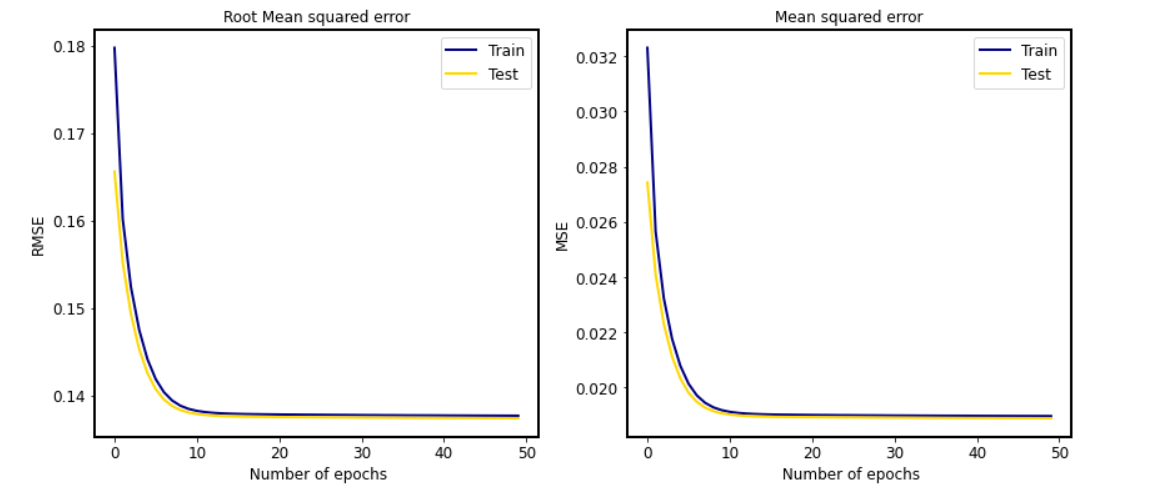 Root Mean squared error
0.18
0.17
0.16
0.15
0.14
RMSE
Train
Test
0 10 20 30 40 50
Number of epochs
Mean squared error
0.032
0.030
0.028
0.026
0.024
0.022
0.020
MSE
Train
Test
0 10 20 30 40 50
Number of epochs